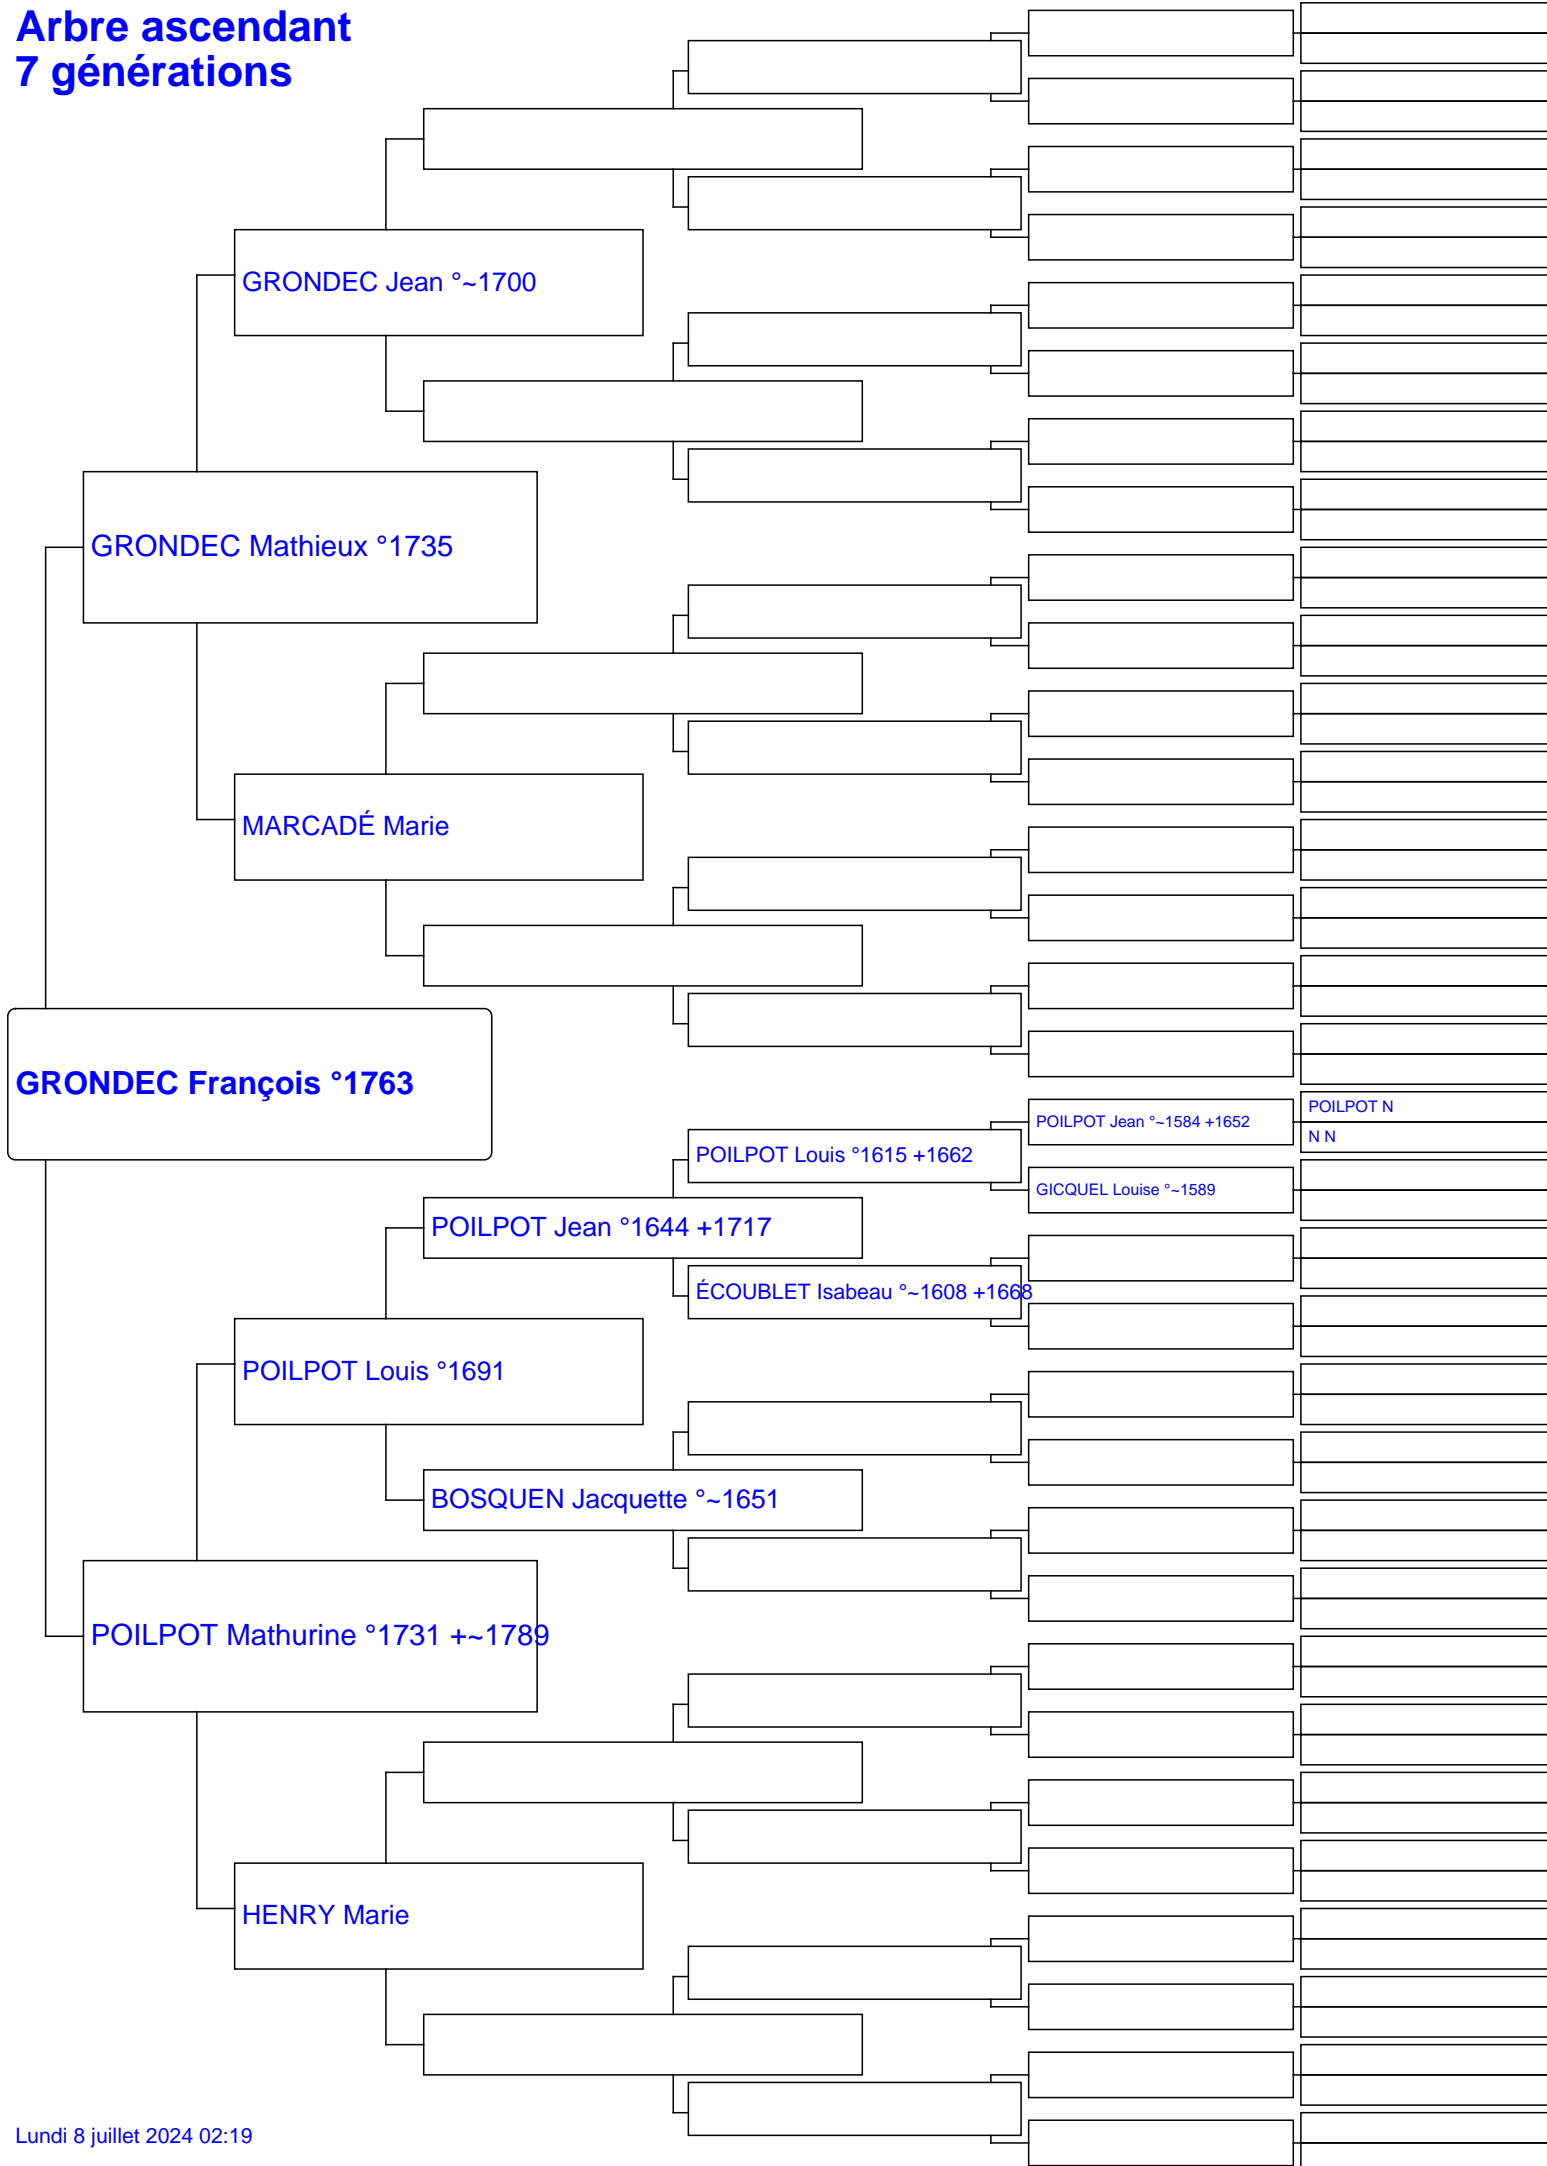 Arbre ascendant
7 générations
GRONDEC Jean °~1700
GRONDEC Mathieux °1735
MARCADÉ Marie
GRONDEC François °1763
POILPOT N
POILPOT Jean °~1584 +1652
N N
POILPOT Louis °1615 +1662
GICQUEL Louise °~1589
POILPOT Jean °1644 +1717
ÉCOUBLET Isabeau °~1608 +1668
POILPOT Louis °1691
BOSQUEN Jacquette °~1651
POILPOT Mathurine °1731 +~1789
HENRY Marie
Lundi 8 juillet 2024 02:19